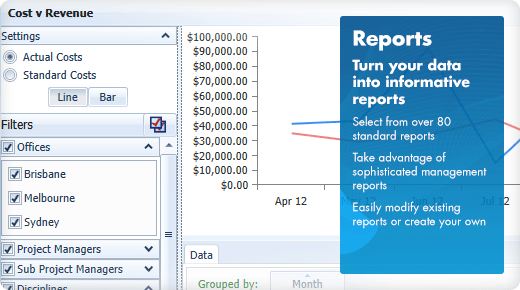 Cost v Revenue
Settings
Actual Costs
Standard Costs
Line Bar
Filters
Offices
Brisbane
Melbourne
Sydney
Project Managers
Sub Project Managers
Disciplines
$100,000.00
$90,000.00
$80,000.00
$70,000.00
$60,000.00
$50,000.00
$40,000.00
$30,000.00
$20,000.00
$10,000.00
$0.00
Apr 12 May 12 Jun 12 Jul 12
Data
Grouped by: Month
Reports
Turn your data
into informative
reports
Select from over 80
standard reports
Take advantage of
sophisticated management
reports
Easily modify existing
reports or create your own